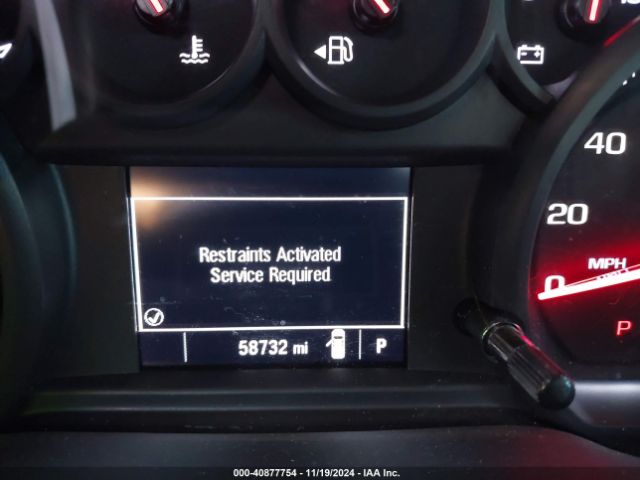 40
20
MPH
0
Restraints Activated
Service Required
58732 mi
P
P
000-40877754 - 11/19/2024 - IAA Inc.